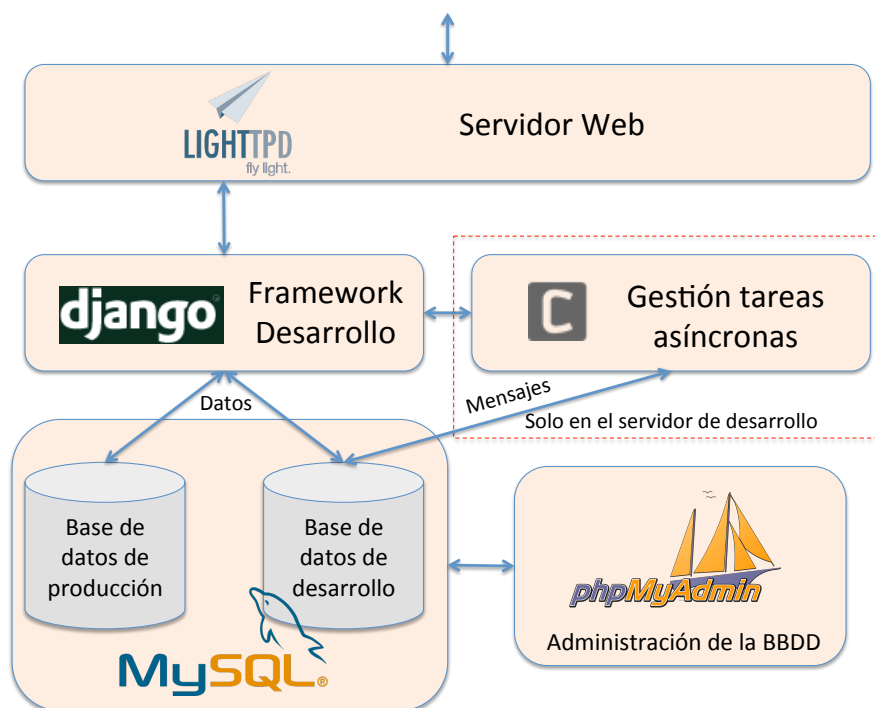 LIGHTTPD
fly light.
Servidor Web
django
Framework
Desarrollo
C
Gestión tareas
asíncronas
Datos
Mensajes
Solo en el servidor de desarrollo
Base de
datos de
producción
Base de
datos de
desarrollo
MySQL®
phpMyAdmin
Administración de la BBDD